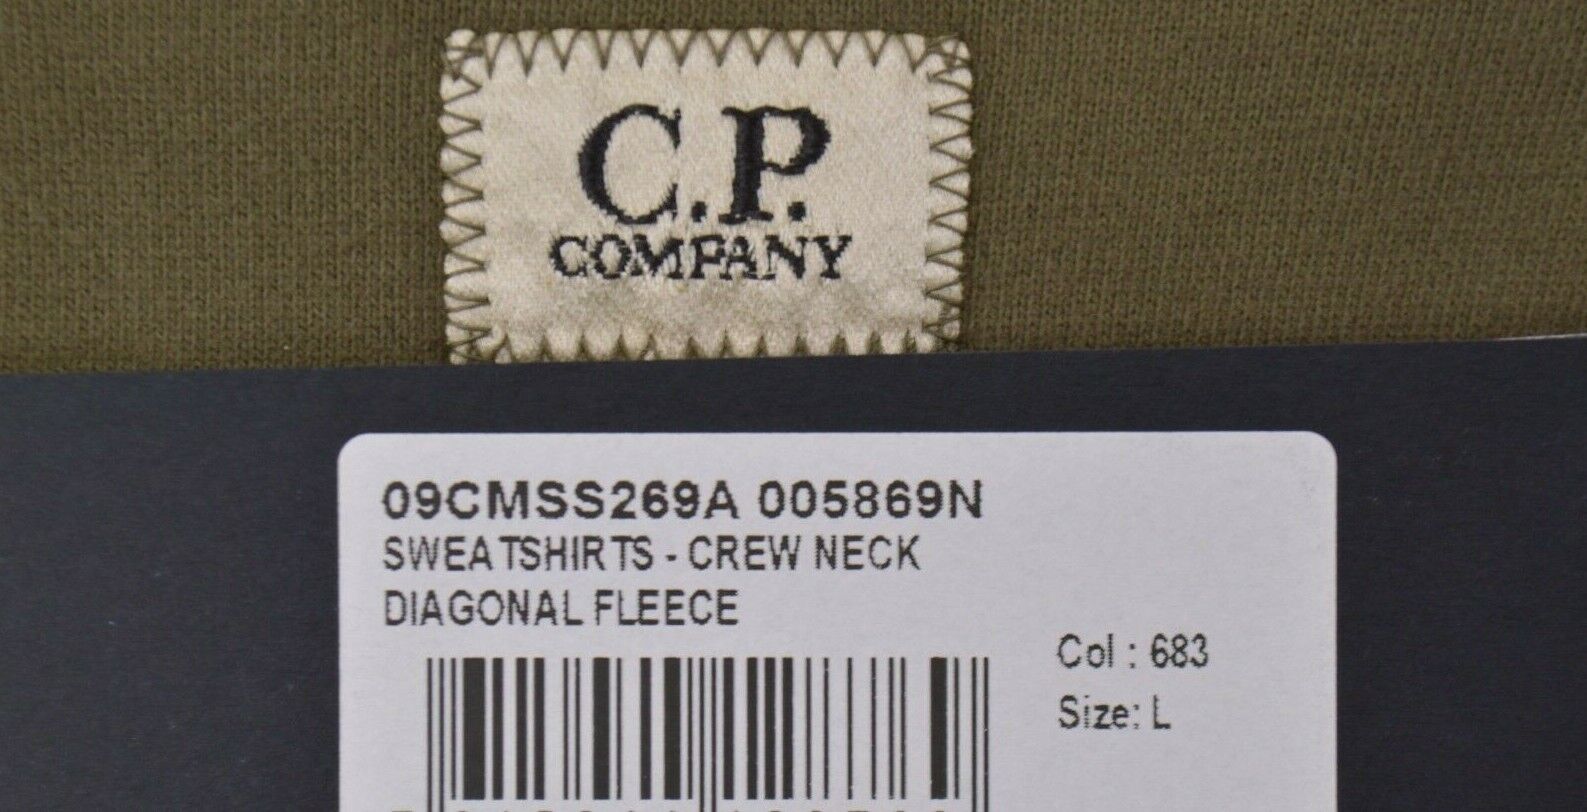 C.P.
COMPANY
09CMSS269A 005869N
SWEATSHIRTS - CREW NECK
DIAGONAL FLEECE
Col : 683
Size: L